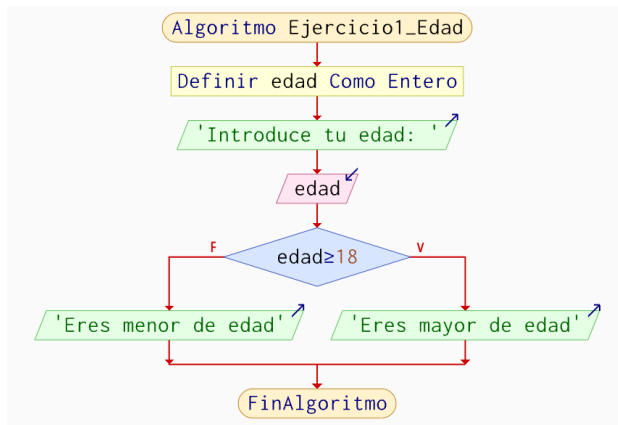 Algoritmo Ejercicio1_Edad
Definir edad Como Entero
'Introduce tu edad: '
edad
edad≥18
F
V
'Eres menor de edad'
'Eres mayor de edad'
FinAlgoritmo